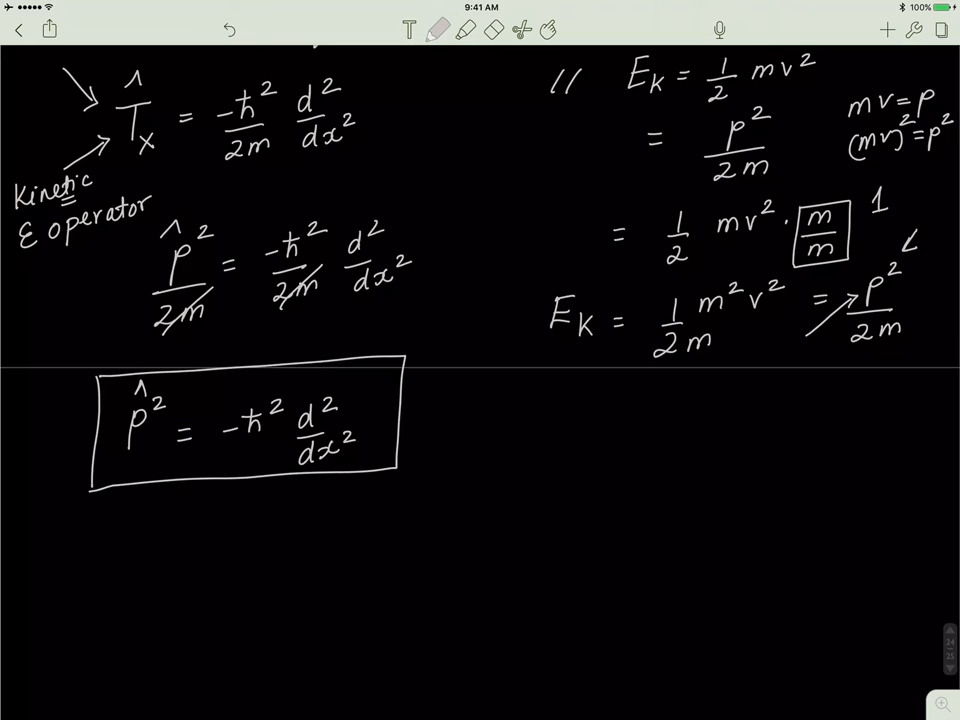 9:41 AM
100%
T
T̂x = -ħ²/2m d²/dx²
Kinetic
E operator
p̂²/2m = -ħ²/2m d²/dx²
p̂² = -ħ² d²/dx²
// EK = 1/2 mv²
= p²/2m
mv = p
(mv)² = p²
= 1/2 mv² · m/m 1
EK = 1/2m m²v² = p²/2m
24
25